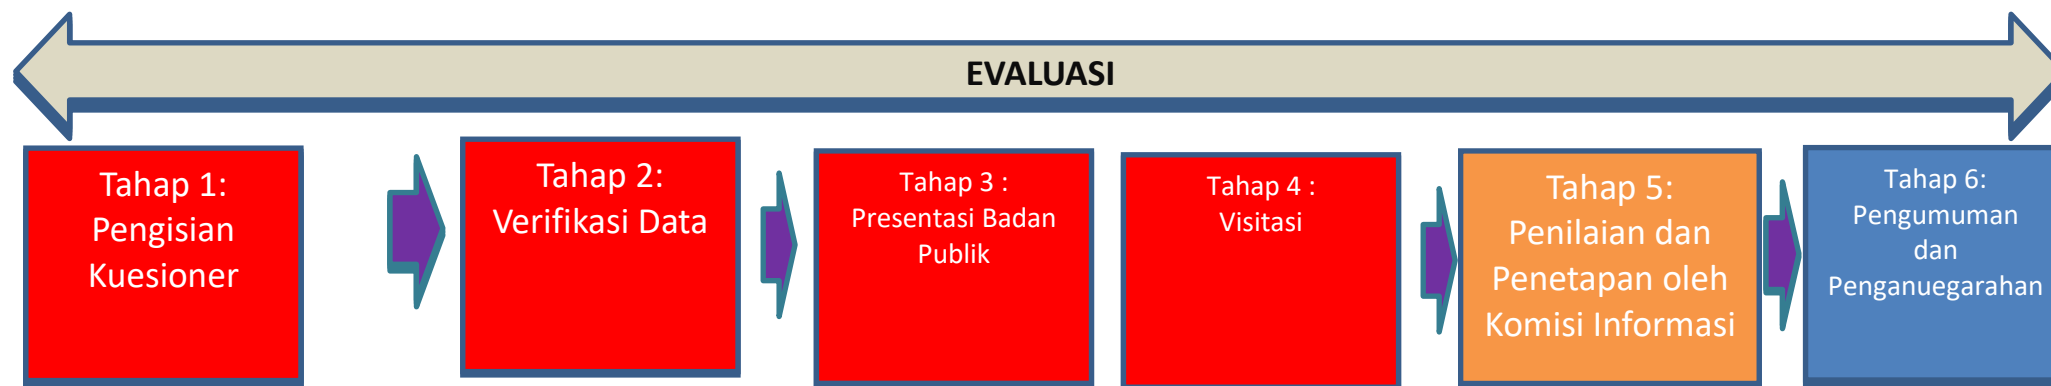 EVALUASI
Tahap 1:
Pengisian
Kuesioner
Tahap 2:
Verifikasi Data
Tahap 3 :
Presentasi Badan
Publik
Tahap 4 :
Visitasi
Tahap 5:
Penilaian dan
Penetapan oleh
Komisi Informasi
Tahap 6:
Pengumuman
dan
Penganuegarahan